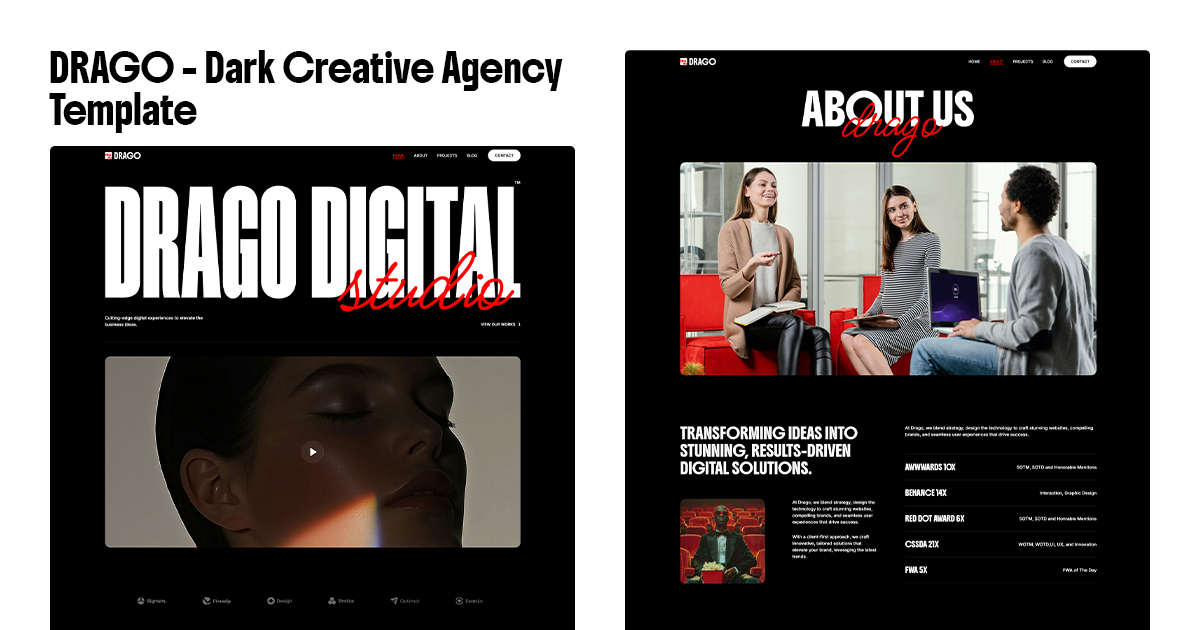 DRAGO - Dark Creative Agency
Template
DRAGO
HOME ABOUT PROJECTS BLOG CONTACT
DRAGO DIGITAL™
studio
Cutting-edge digital experiences to elevate the
business ideas.
VIEW OUR WORKS
Design
Vectra
Optimal
DRAGO
HOME ABOUT PROJECTS BLOG CONTACT
ABOUT US
drago
TRANSFORMING IDEAS INTO
STUNNING, RESULTS-DRIVEN
DIGITAL SOLUTIONS.
At Drago, we blend strategy, design the
technology to craft stunning websites,
compelling brands, and seamless user
experiences that drive success.
With a client-first approach, we craft
innovative, tailored solutions that
elevate your brand, leveraging the latest
trends.
At Drago, we blend strategy, design the technology to craft stunning websites, compelling
brands, and seamless user experiences that drive success.
AWWWARDS 10X SOTM, SOTD and Honorable Mentions
BEHANCE 14X Interaction, Graphic Design
RED DOT AWARD 6X SOTM, SOTD and Honrable Mentions
CSSDA 21X WOTM, WOTD,UI, UX, and Innovation
FWA 5X FWA of The Day